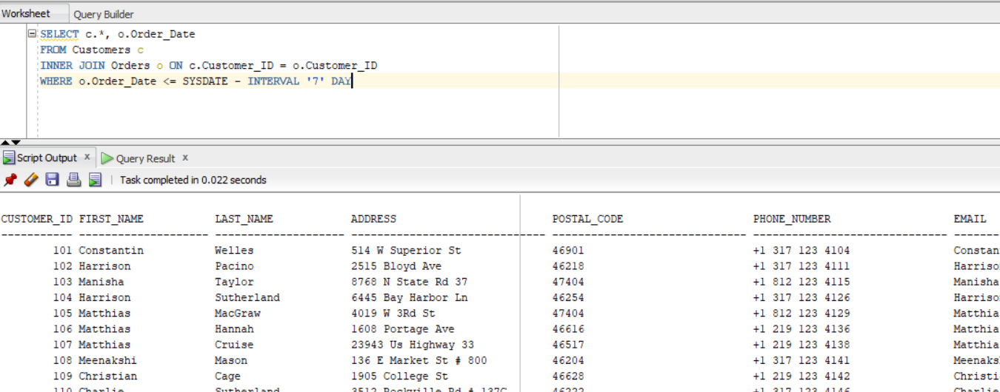 Worksheet Query Builder
SELECT c.*, o.Order_Date
FROM Customers c
INNER JOIN Orders o ON c.Customer_ID = o.Customer_ID
WHERE o.Order_Date <= SYSDATE - INTERVAL '7' DAY
Script Output x Query Result x
Task completed in 0.022 seconds
CUSTOMER_ID FIRST_NAME LAST_NAME ADDRESS POSTAL_CODE PHONE_NUMBER EMAIL
----------- -------------------- -------------------- ------------------------------ ------------------------------ ------------------------------ -------
101 Constantin Welles 514 W Superior St 46901 +1 317 123 4104 Constan
102 Harrison Pacino 2515 Bloyd Ave 46218 +1 317 123 4111 Harriso
103 Manisha Taylor 8768 N State Rd 37 47404 +1 812 123 4115 Manisha
104 Harrison Sutherland 6445 Bay Harbor Ln 46254 +1 317 123 4126 Harriso
105 Matthias MacGraw 4019 W 3Rd St 47404 +1 812 123 4129 Matthia
106 Matthias Hannah 1608 Portage Ave 46616 +1 219 123 4136 Matthia
107 Matthias Cruise 23943 Us Highway 33 46517 +1 219 123 4138 Matthia
108 Meenakshi Mason 136 E Market St # 800 46204 +1 317 123 4141 Meenaks
109 Christian Cage 1905 College St 46628 +1 219 123 4142 Christi
110 Charlie Sutherland 3512 Rockville Rd # 137C 46222 +1 317 123 4146 Charlie